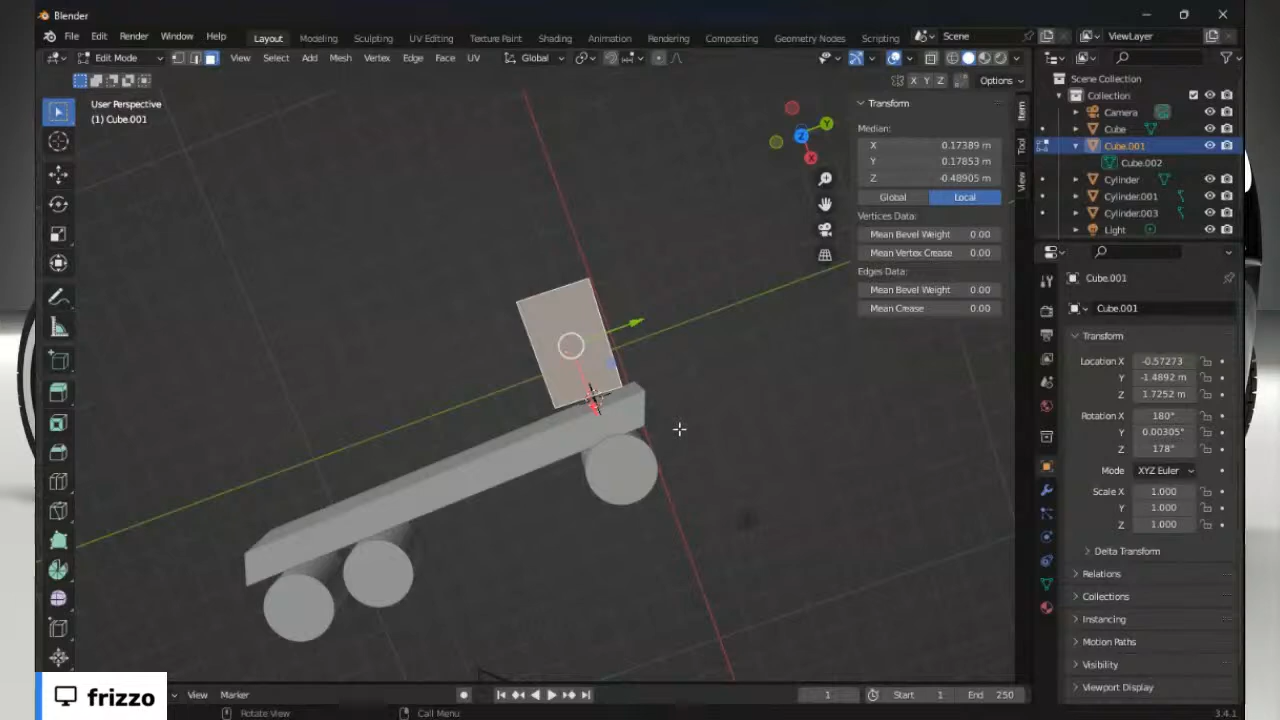 Blender
File Edit Render Window Help Layout Modeling Sculpting UV Editing Texture Paint Shading Animation Rendering Compositing Geometry Nodes Scripting Scene ViewLayer
Edit Mode View Select Add Mesh Vertex Edge Face UV Global
X Y Z Options
User Perspective
(1) Cube.001
Y
Z
X
Transform
Median:
X 0.17389 m
Y 0.17853 m
Z -0.48905 m
Global Local
Vertices Data:
Mean Bevel Weight 0.00
Mean Vertex Crease 0.00
Edges Data:
Mean Bevel Weight 0.00
Mean Crease 0.00
Item
Tool
View
Scene Collection
Collection
Camera
Cube
Cube.001
Cube.002
Cylinder
Cylinder.001
Cylinder.003
Light
Cube.001
Cube.001
Transform
Location X -0.57273
Y -1.4892 m
Z 1.7252 m
Rotation X 180°
Y 0.00305°
Z 178°
Mode XYZ Euler
Scale X 1.000
Y 1.000
Z 1.000
Delta Transform
Relations
Collections
Instancing
Motion Paths
Visibility
Viewport Display
View Marker 1 Start 1 End 250
Rotate View Call Menu 3.4.1
frizzo